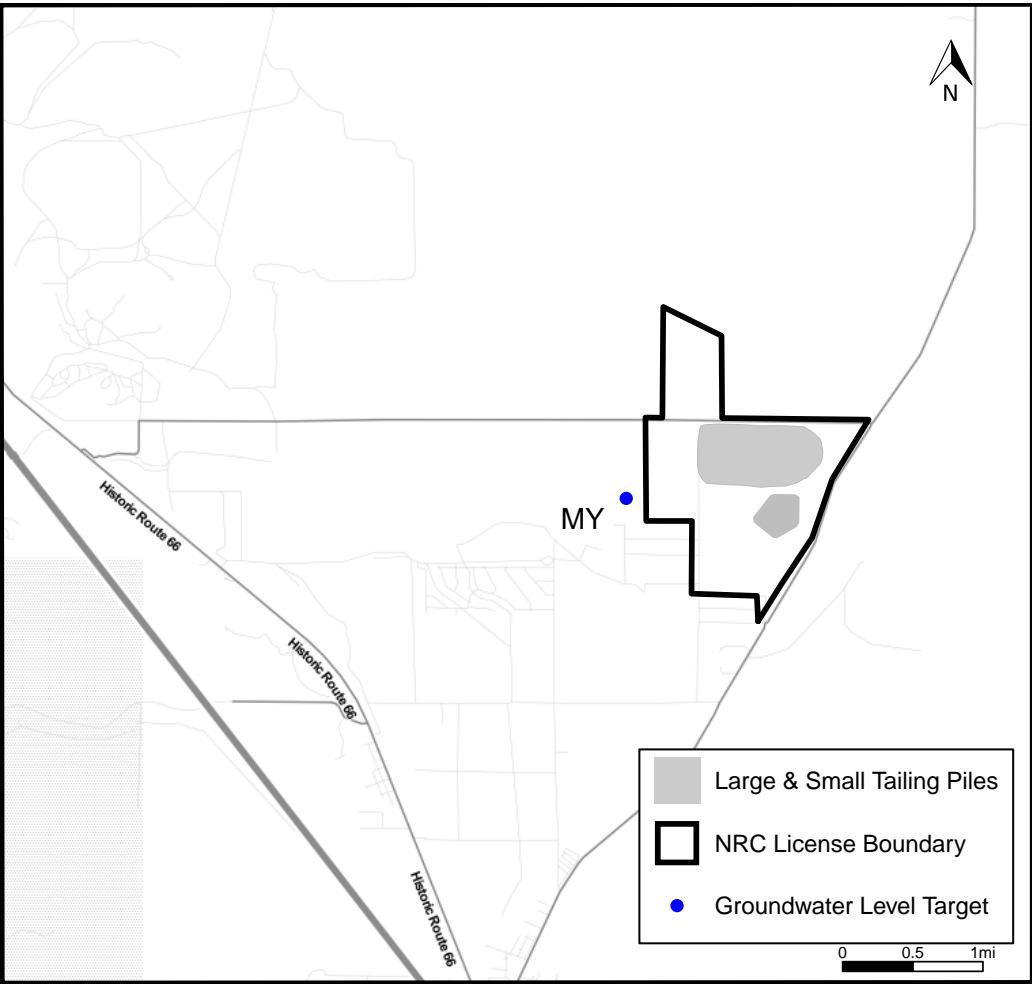 N
MY
Historic Route 66
Historic Route 66
Historic Route 66
Large & Small Tailing Piles
NRC License Boundary
Groundwater Level Target
0 0.5 1mi